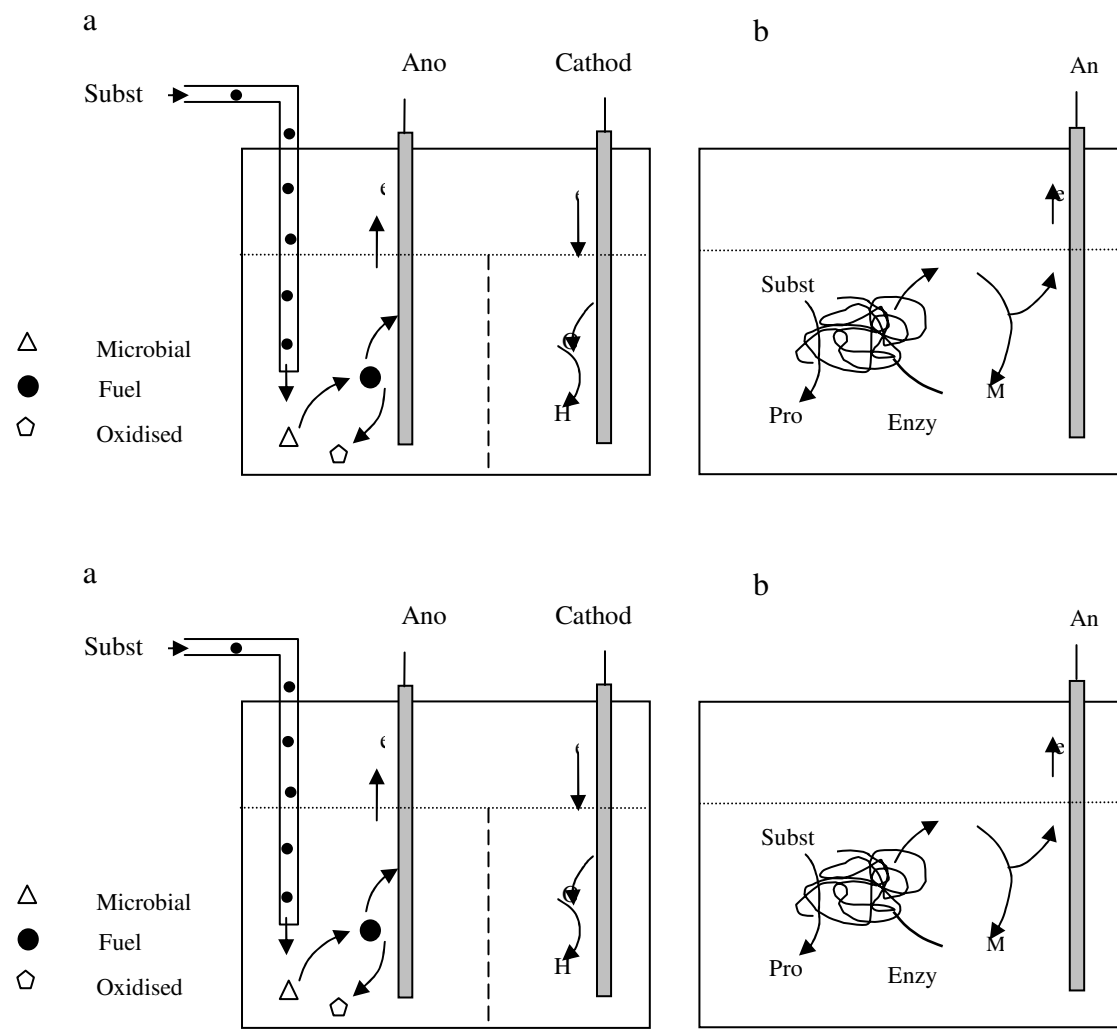 a
b
Ano
Cathod
An
Subst
e
e
Subst
Microbial
Fuel
Oxidised
H
Pro
Enzy
M
a
b
Ano
Cathod
An
Subst
e
e
Subst
Microbial
Fuel
Oxidised
H
Pro
Enzy
M